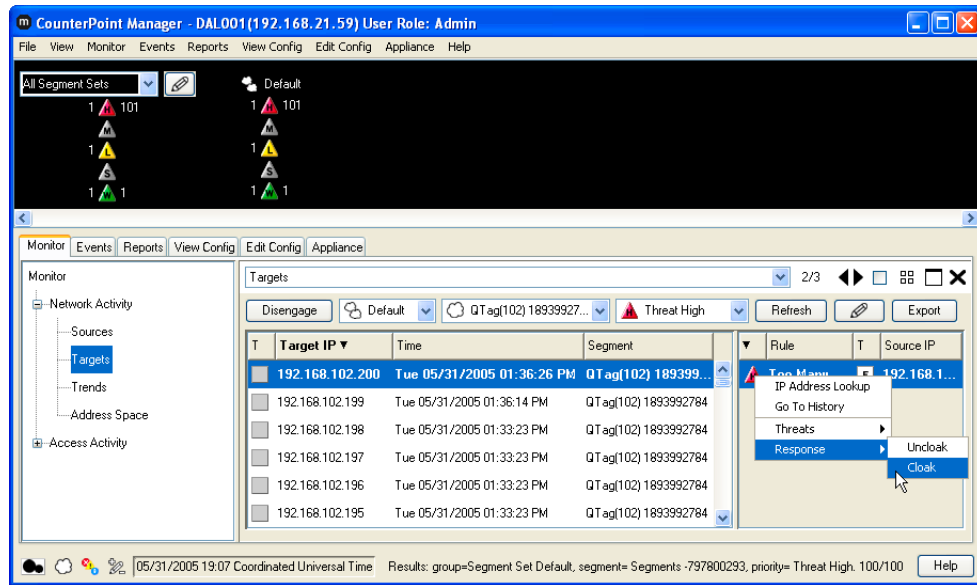 CounterPoint Manager - DAL001(192.168.21.59) User Role: Admin
File View Monitor Events Reports View Config Edit Config Appliance Help
All Segment Sets Default
1 H 101 1 H 101
M M
1 L 1 L
S S
1 W 1 1 W 1
Monitor Events Reports View Config Edit Config Appliance
Monitor
Network Activity
Sources
Targets
Trends
Address Space
Access Activity
Targets 2/3
Disengage Default QTag(102) 18939927... Threat High Refresh Export
T Target IP ▼ Time Segment ▼ Rule T Source IP
192.168.102.200 Tue 05/31/2005 01:36:26 PM QTag(102) 189399... Too Many 192.168.1...
192.168.102.199 Tue 05/31/2005 01:36:14 PM QTag(102) 1893992784
192.168.102.198 Tue 05/31/2005 01:33:23 PM QTag(102) 1893992784
192.168.102.197 Tue 05/31/2005 01:33:23 PM QTag(102) 1893992784
192.168.102.196 Tue 05/31/2005 01:33:23 PM QTag(102) 1893992784
192.168.102.195 Tue 05/31/2005 01:33:23 PM QTag(102) 1893992784
IP Address Lookup
Go To History
Threats
Response
Uncloak
Cloak
05/31/2005 19:07 Coordinated Universal Time Results: group=Segment Set Default, segment= Segments -797800293, priority= Threat High. 100/100 Help